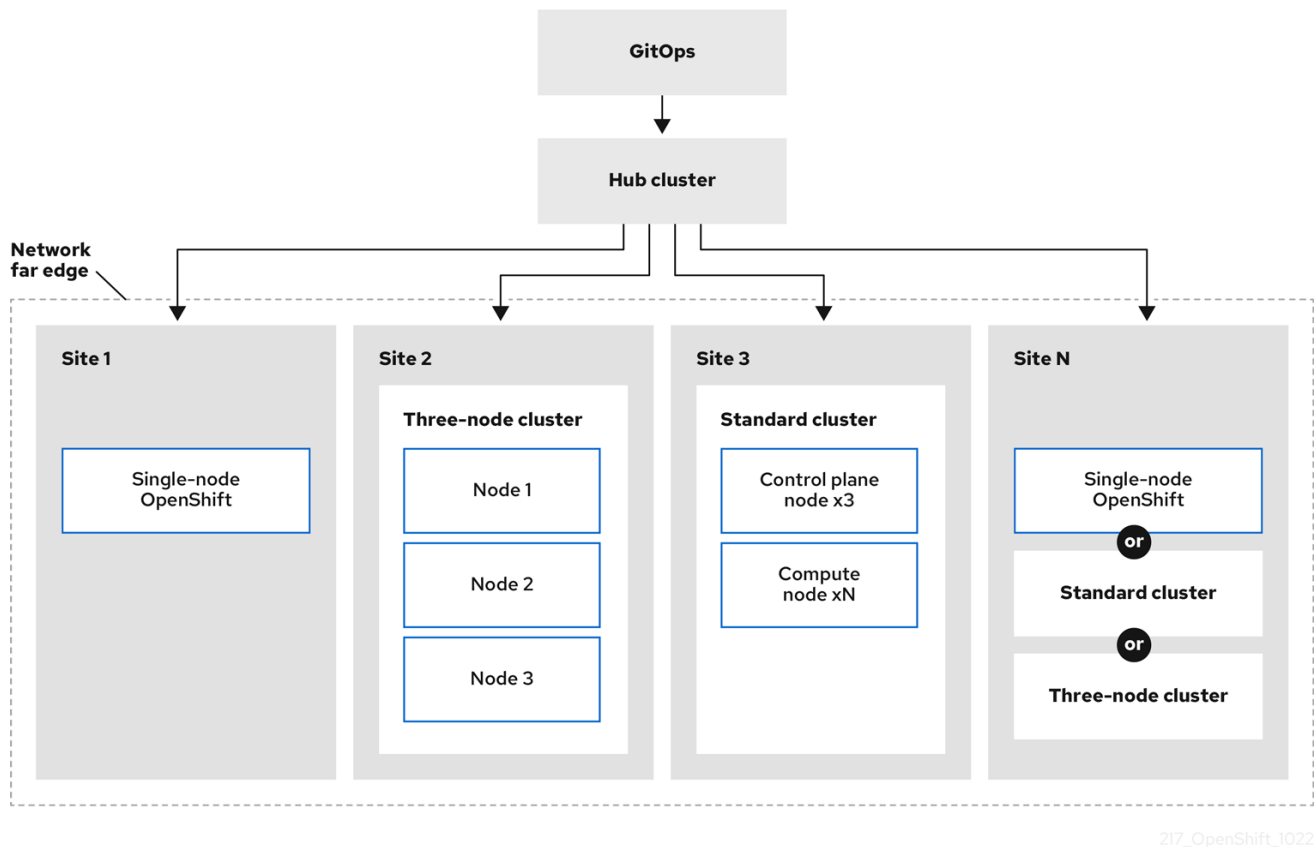 GitOps
Hub cluster
Network
far edge
Site 1
Single-node
OpenShift
Site 2
Three-node cluster
Node 1
Node 2
Node 3
Site 3
Standard cluster
Control plane
node x3
Compute
node xN
Site N
Single-node
OpenShift
or
Standard cluster
or
Three-node cluster
217_OpenShift_1022